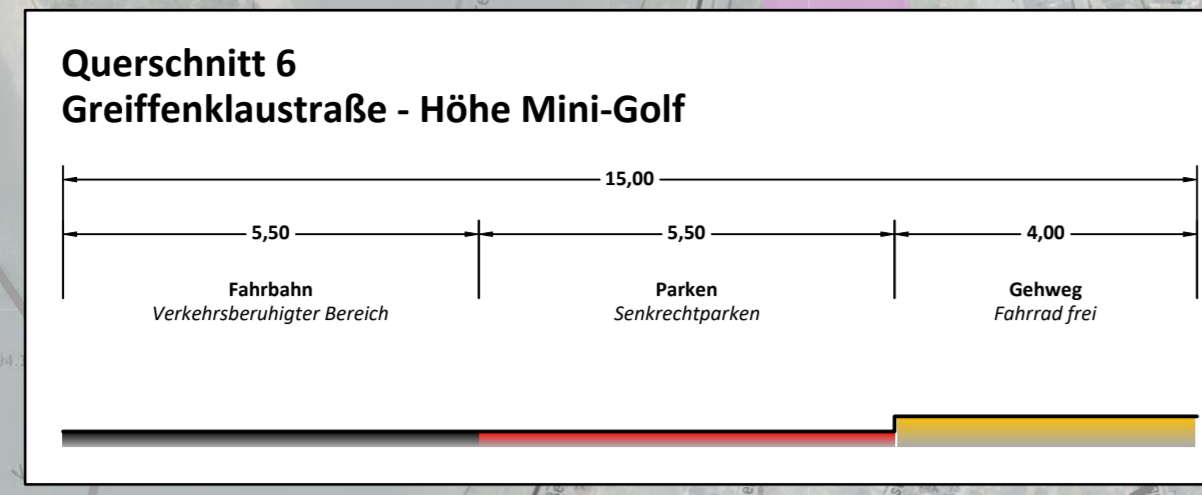 Querschnitt 6
Greiffenklaustraße - Höhe Mini-Golf
15,00
5,50 5,50 4,00
Fahrbahn Parken Gehweg
Verkehrsberuhigter Bereich Senkrechtparken Fahrrad frei